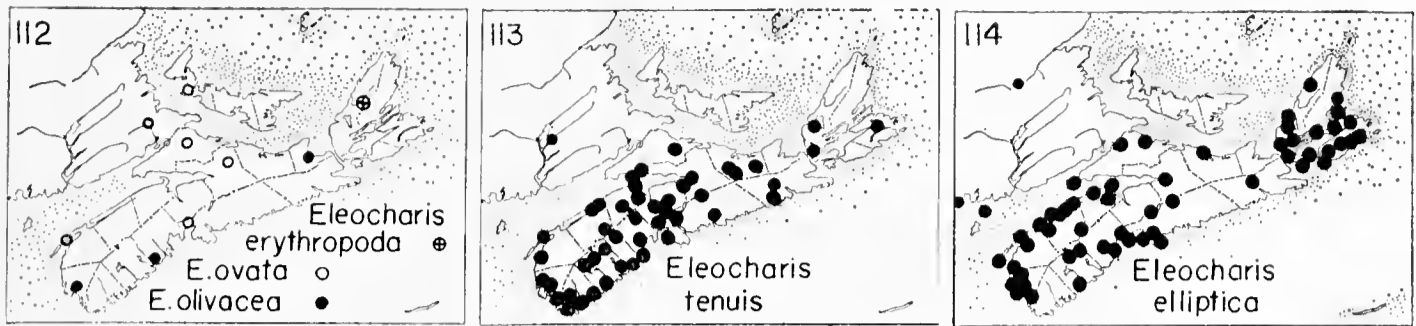 112
Eleocharis
erythropoda ⊕
E. ovata ○
E. olivacea ●
113
Eleocharis
tenuis
114
Eleocharis
elliptica